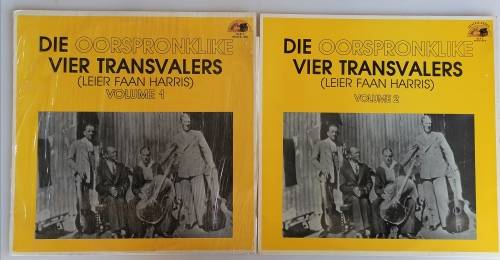 DIE OORSPRONKLIKE
VIER TRANSVALERS
(LEIER FAAN HARRIS)
VOLUME 1
DIE OORSPRONKLIKE
VIER TRANSVALERS
(LEIER FAAN HARRIS)
VOLUME 2